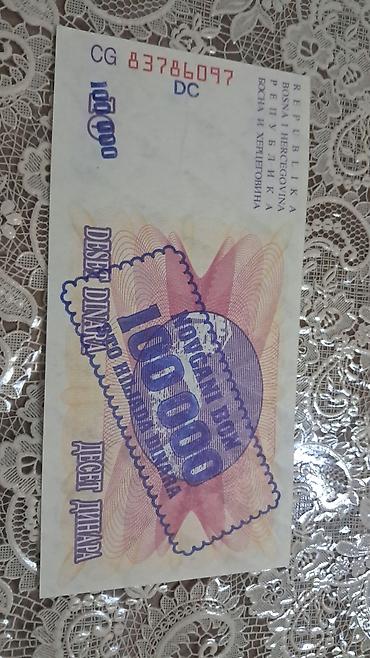 REPUBLIKA
BOSNA I HERCEGOVINA
РЕПУБЛИКА
БОСНА И ХЕРЦЕГОВИНА
CG 83786097
DC
100 000
NOVČANI BON
100 000
STO HILJADA DINARA
DESET DINARA
ДЕСЕТ ДИНАРА